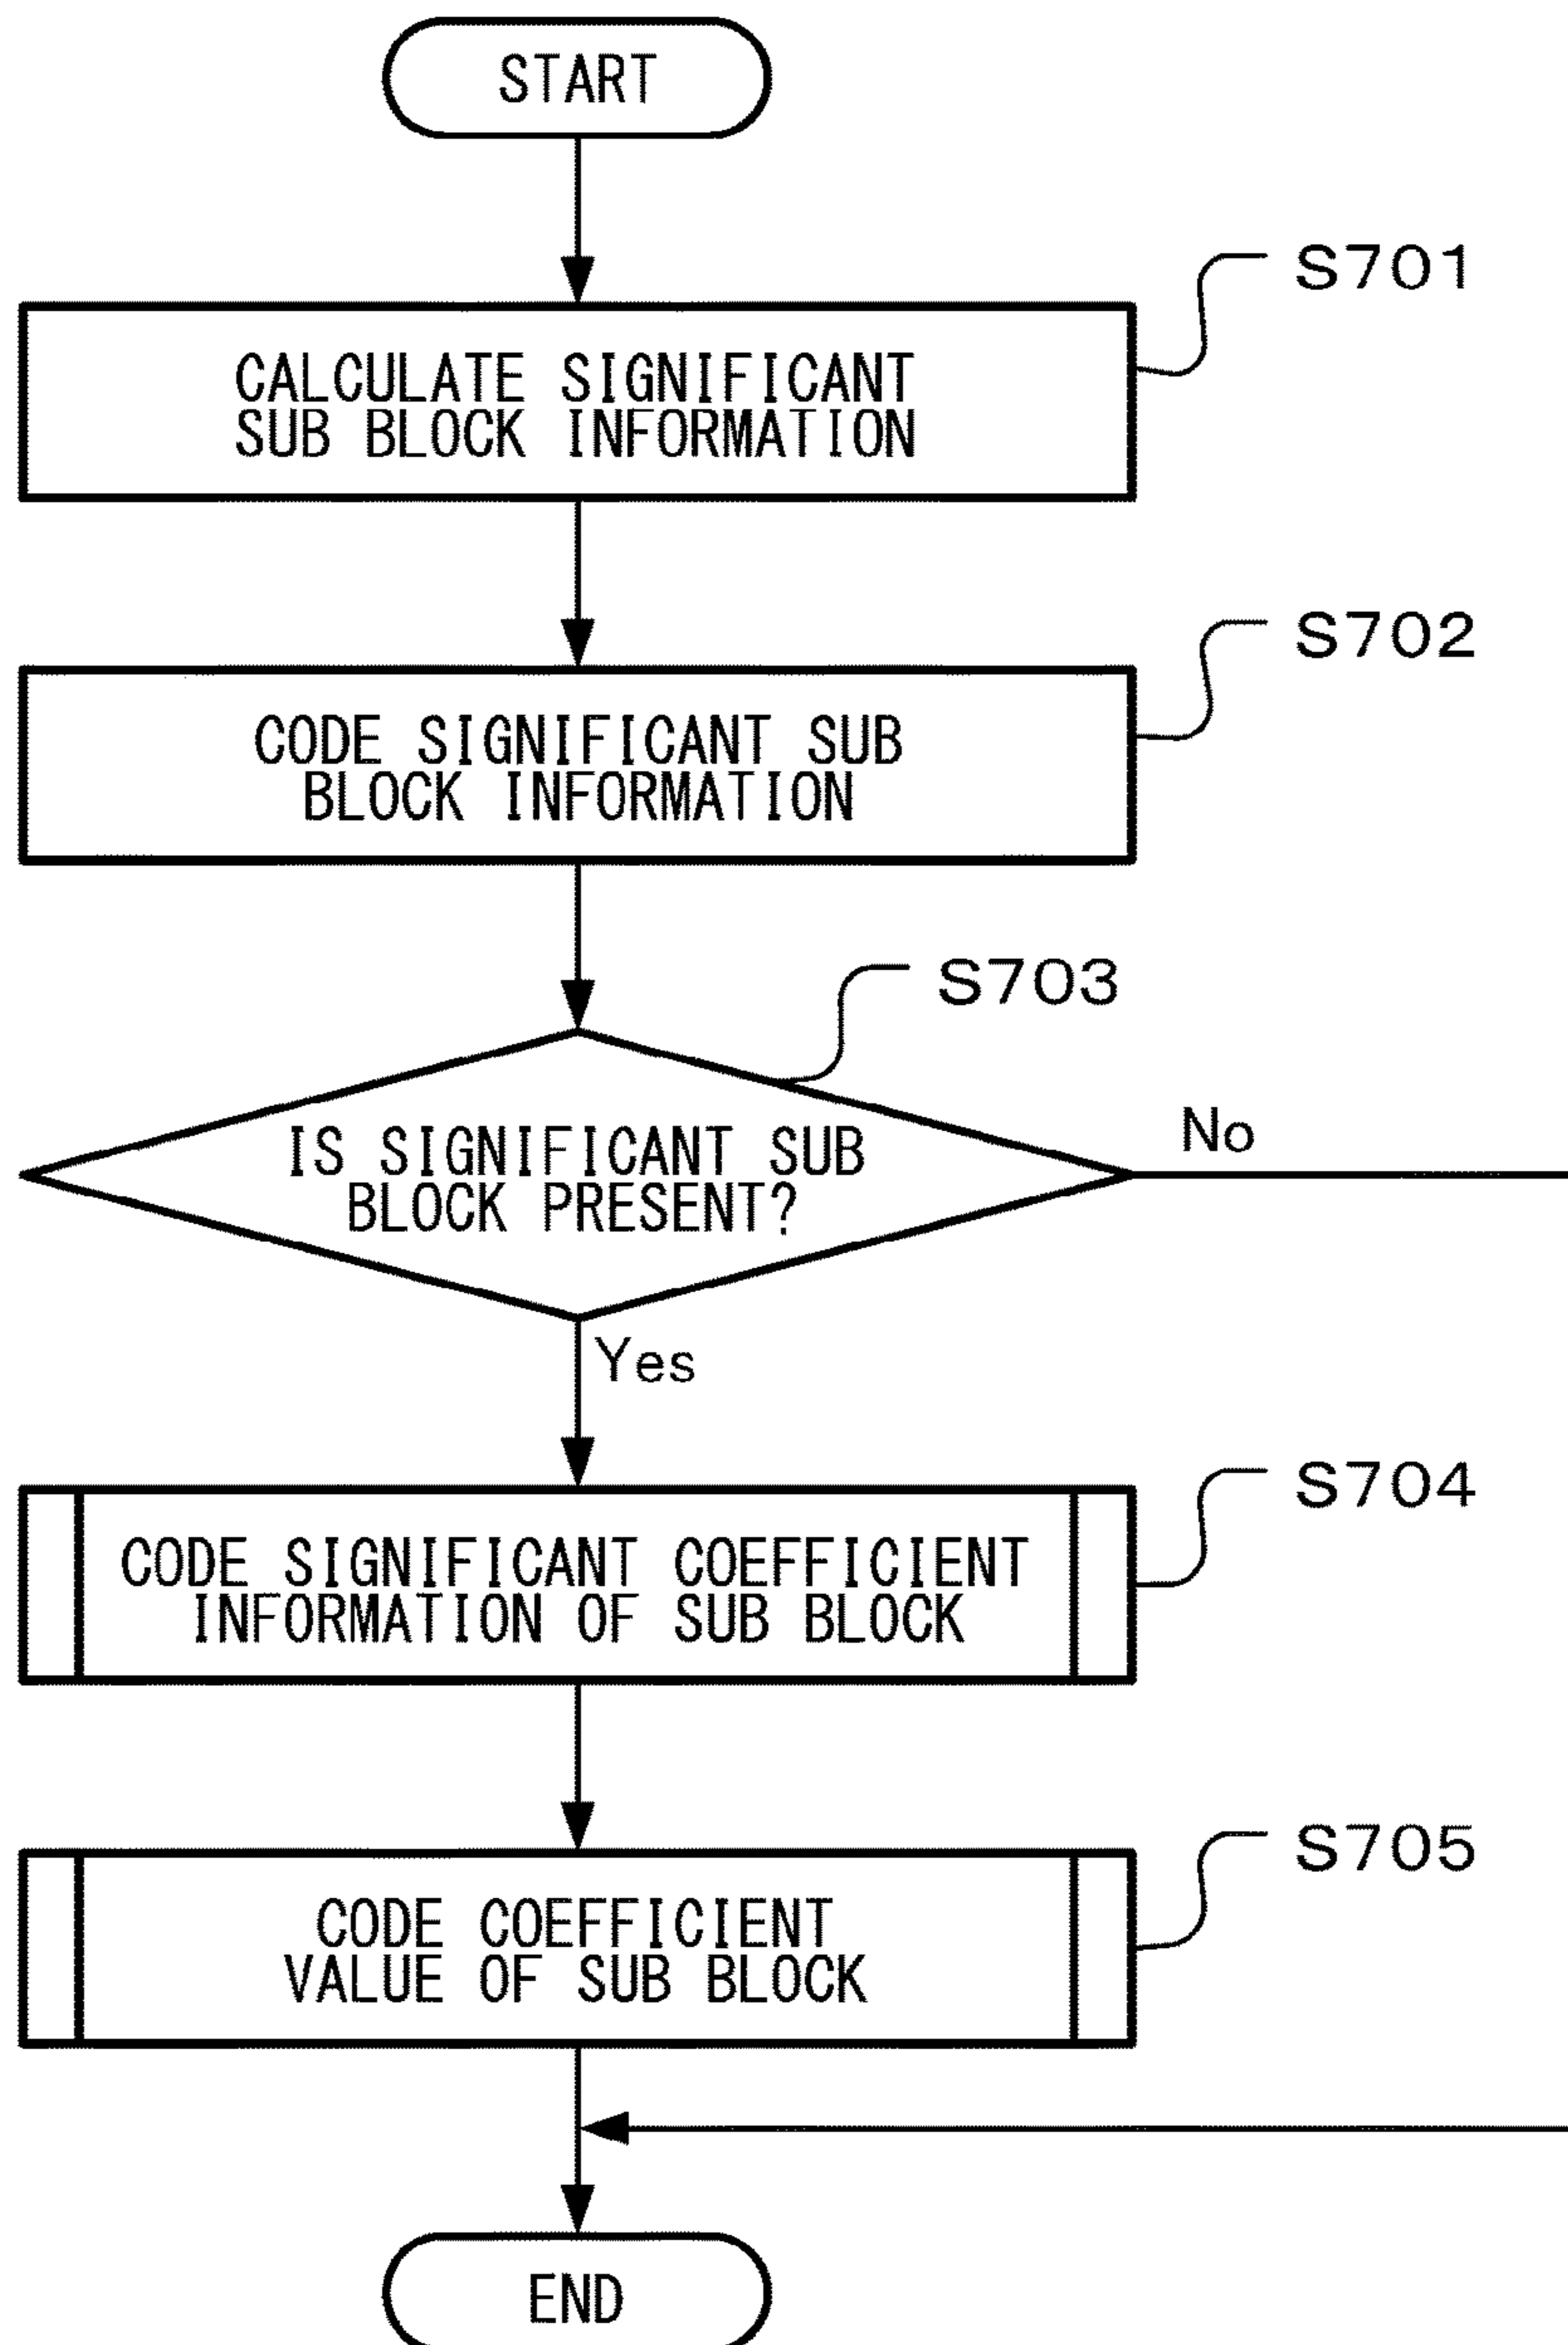 START
S701
CALCULATE SIGNIFICANT
SUB BLOCK INFORMATION
S702
CODE SIGNIFICANT SUB
BLOCK INFORMATION
S703
IS SIGNIFICANT SUB
BLOCK PRESENT?
No
Yes
S704
CODE SIGNIFICANT COEFFICIENT
INFORMATION OF SUB BLOCK
S705
CODE COEFFICIENT
VALUE OF SUB BLOCK
END